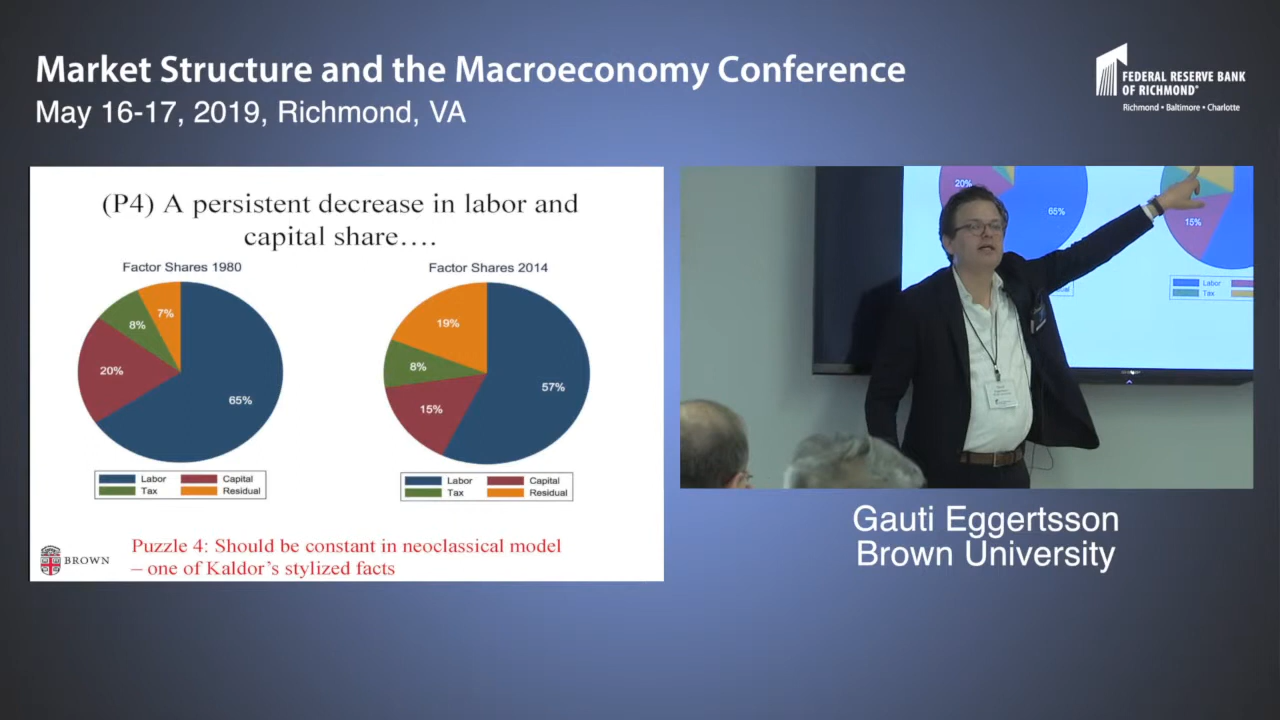 Market Structure and the Macroeconomy Conference
May 16-17, 2019, Richmond, VA
FEDERAL RESERVE BANK
OF RICHMOND®
Richmond • Baltimore • Charlotte
(P4) A persistent decrease in labor and
capital share….
Factor Shares 1980
7%
8%
20%
65%
Labor
Capital
Tax
Residual
Factor Shares 2014
19%
8%
15%
57%
Labor
Capital
Tax
Residual
Puzzle 4: Should be constant in neoclassical model
– one of Kaldor's stylized facts
BROWN
20%
65%
15%
Labor
Tax
Gauti Eggertsson
Brown University